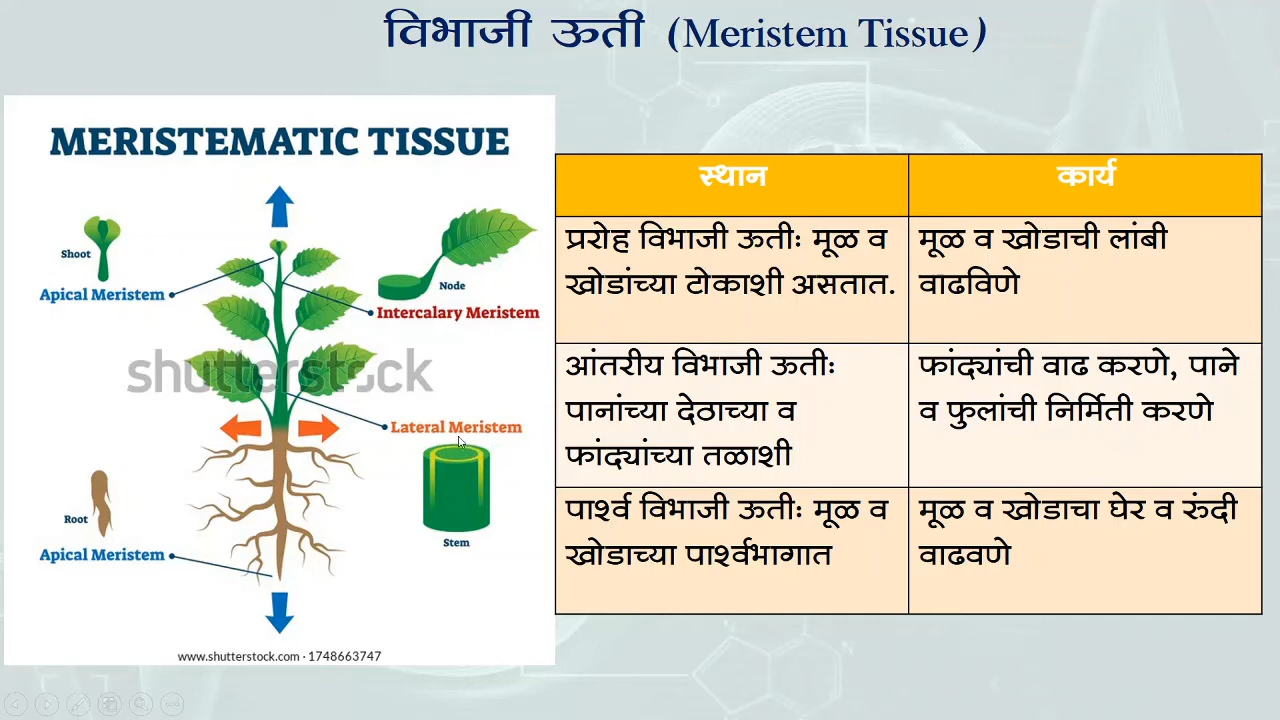 विभाजी ऊती (Meristem Tissue)
MERISTEMATIC TISSUE
Shoot
Apical Meristem
Node
Intercalary Meristem
shutterstock
Lateral Meristem
Root
Apical Meristem
Stem
www.shutterstock.com · 1748663747
स्थान
कार्य
प्ररोह विभाजी ऊतीः मूळ व
खोडांच्या टोकाशी असतात.
मूळ व खोडाची लांबी
वाढविणे
आंतरीय विभाजी ऊतीः
पानांच्या देठाच्या व
फांद्यांच्या तळाशी
फांद्यांची वाढ करणे, पाने
व फुलांची निर्मिती करणे
पार्श्व विभाजी ऊतीः मूळ व
खोडाच्या पार्श्वभागात
मूळ व खोडाचा घेर व रुंदी
वाढवणे